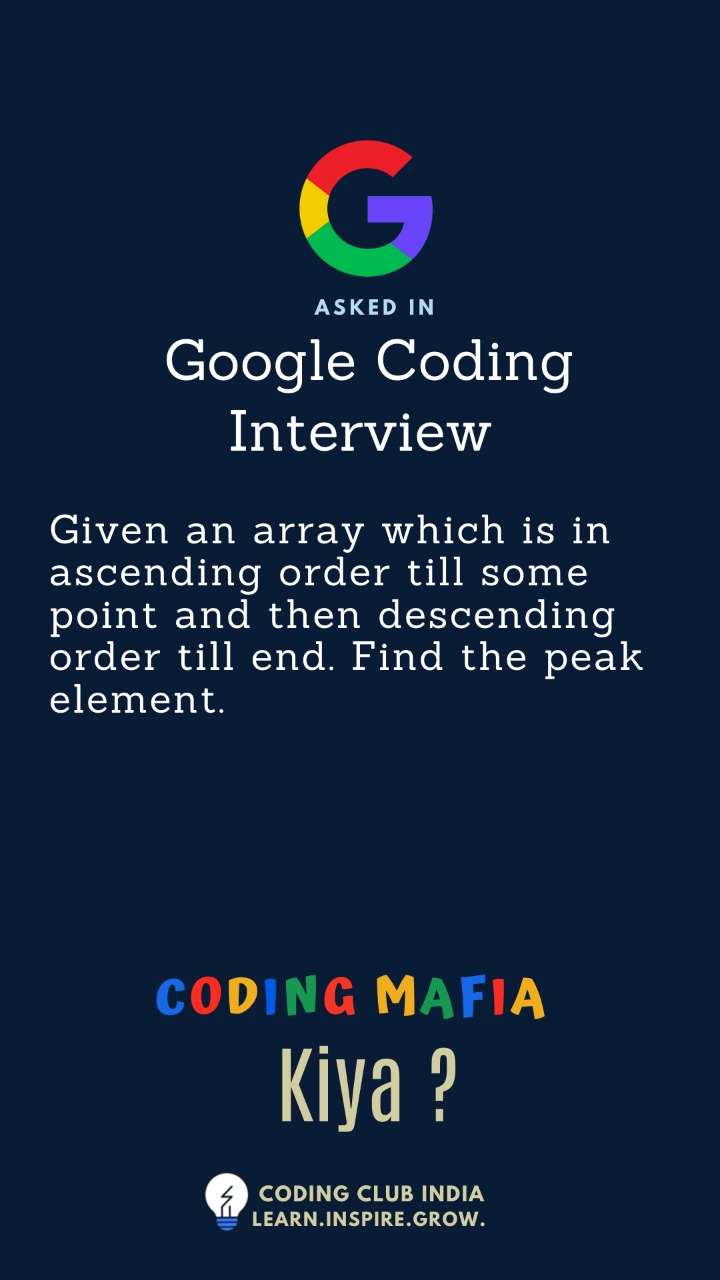 ASKED IN
Google Coding
Interview
Given an array which is in
ascending order till some
point and then descending
order till end. Find the peak
element.
CODING MAFIA
Kiya ?
CODING CLUB INDIA
LEARN.INSPIRE.GROW.